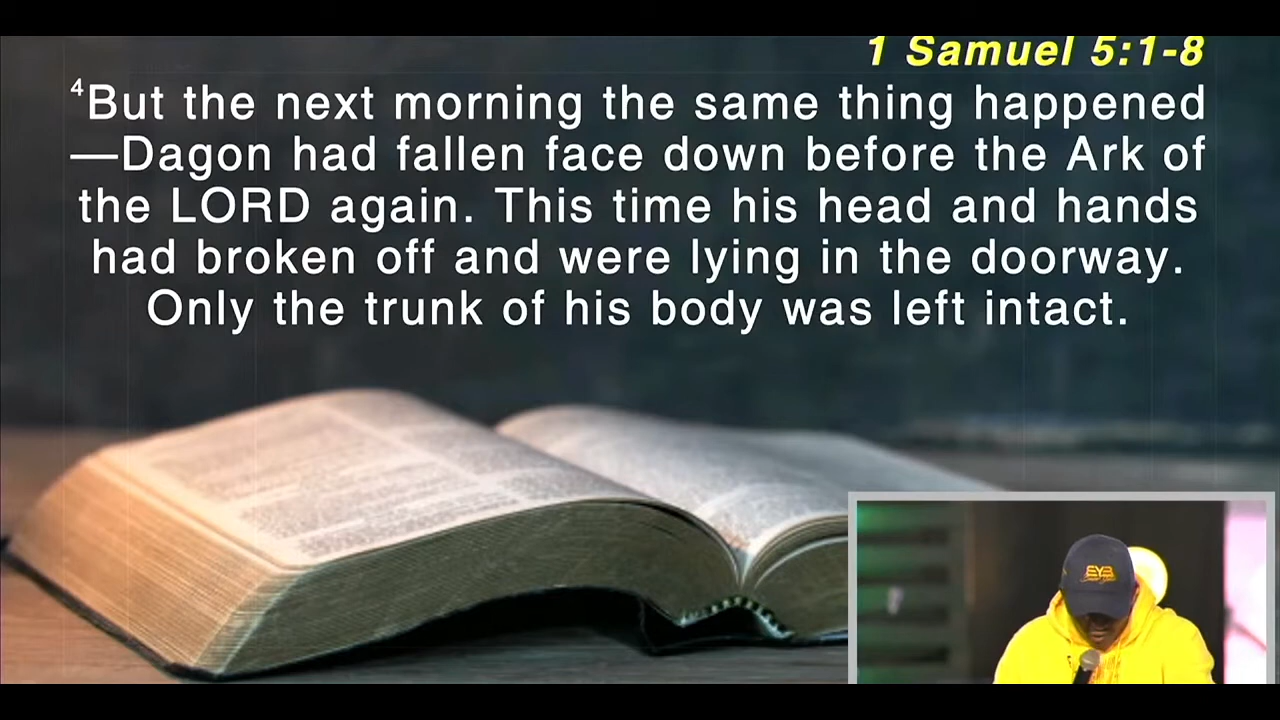 1 Samuel 5:1-8
⁴But the next morning the same thing happened
—Dagon had fallen face down before the Ark of
the LORD again. This time his head and hands
had broken off and were lying in the doorway.
Only the trunk of his body was left intact.